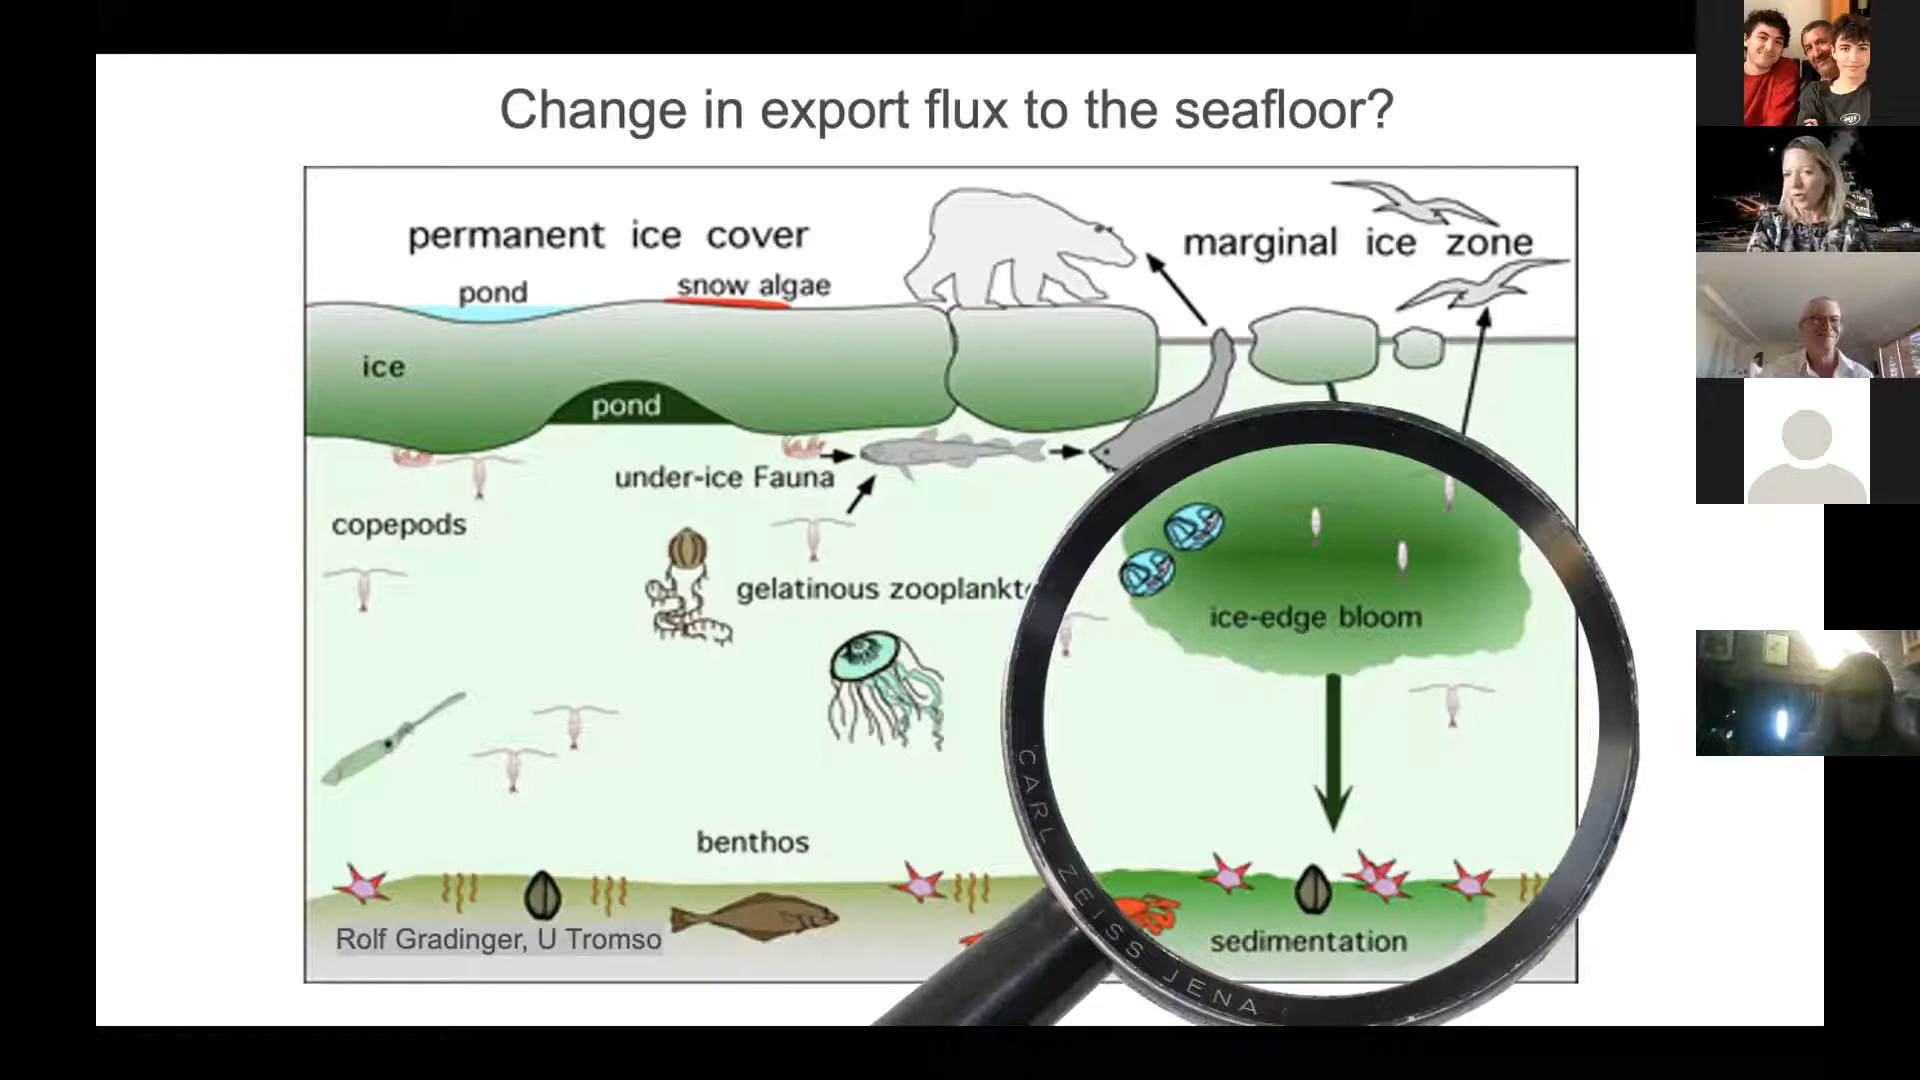 Change in export flux to the seafloor?
permanent ice cover
marginal ice zone
pond
snow algae
ice
pond
under-ice Fauna
copepods
gelatinous zooplankt
ice-edge bloom
benthos
sedimentation
Rolf Gradinger, U Tromso
CARL ZEISS JENA